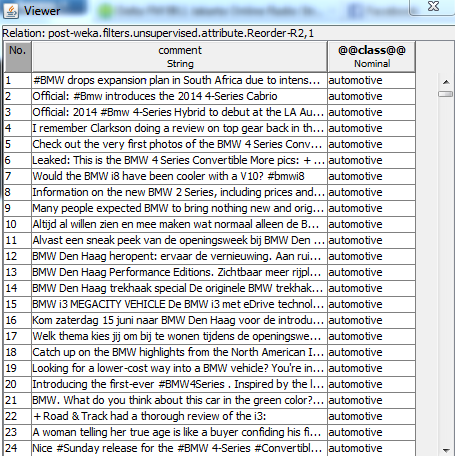 Viewer
Relation: posp-weka.filters.unsupervised.attribute.Reorder-R2,1
No. comment @@class@@
String Nominal
1 #BMW drops expansion plan in South Africa due to intens... automotive
2 Official: #Bmw introduces the 2014 4-Series Cabrio automotive
3 Official: 2014 #Bmw 4-Series Hybrid to debut at the LA Au... automotive
4 I remember Clarkson doing a review on top gear back in th... automotive
5 Check out the very first photos of the BMW 4 Series Conv... automotive
6 Leaked: This is the BMW 4 Series Convertible More pics: + ... automotive
7 Would the BMW i8 have been cooler with a V10? #bmwi8 automotive
8 Information on the new BMW 2 Series, including prices and... automotive
9 Many people expected BMW to bring nothing new and orig... automotive
10 Altijd al willen zien en mee maken wat normaal alleen de B... automotive
11 Alvast een sneak peek van de openingsweek bij BMW Den ... automotive
12 BMW Den Haag heropent: ervaar de vernieuwing. Aan rui... automotive
13 BMW Den Haag Performance Editions. Zichtbaar meer rijpl... automotive
14 BMW Den Haag trekhaak special De originele BMW trekhak... automotive
15 BMW i3 MEGACITY VEHICLE De BMW i3 met eDrive technol... automotive
16 Kom zaterdag 15 juni naar BMW Den Haag voor de introdu... automotive
17 Welk thema kies jij om bij te wonen tijdens de openingswe... automotive
18 Catch up on the BMW highlights from the North American I... automotive
19 Looking for a lower-cost way into a BMW vehicle? You're in... automotive
20 Introducing the first-ever #BMW4Series . Inspired by the l... automotive
21 BMW. What do you think about this car in the green color?... automotive
22 + Road & Track had a thorough review of the i3: automotive
23 A woman telling her true age is like a buyer confiding his fi... automotive
24 Nice #Sunday release for the #BMW 4-Series #Convertibl... automotive